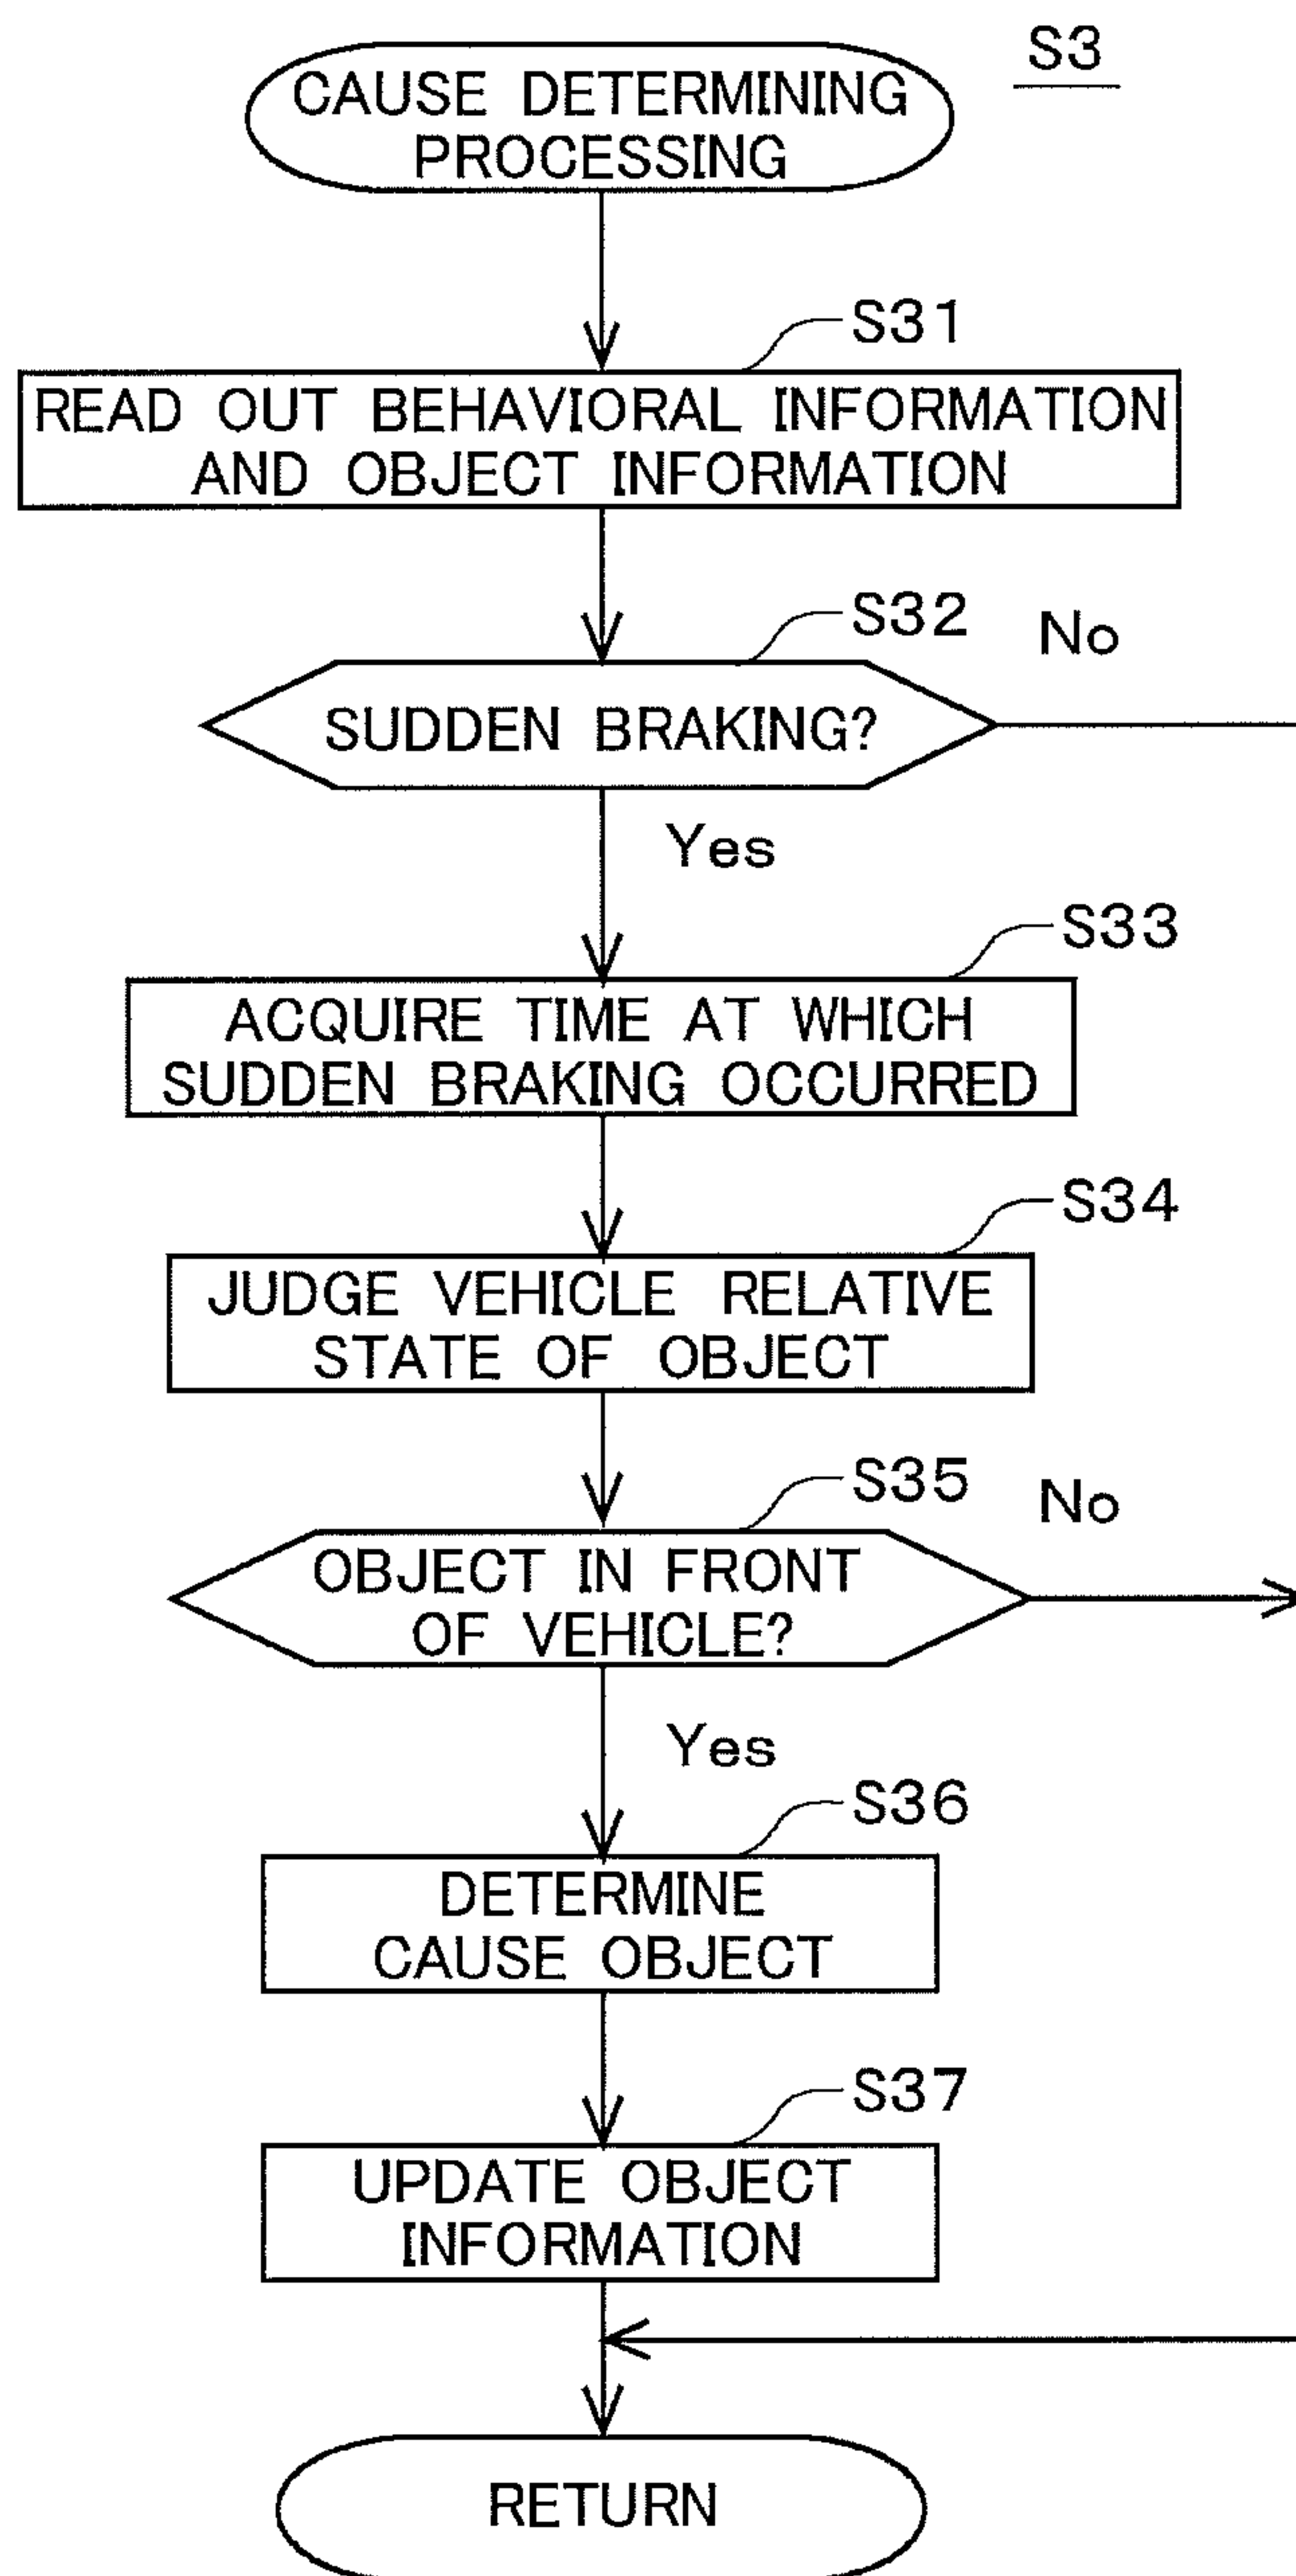 S3
CAUSE DETERMINING
PROCESSING
S31
READ OUT BEHAVIORAL INFORMATION
AND OBJECT INFORMATION
S32
No
SUDDEN BRAKING?
Yes
S33
ACQUIRE TIME AT WHICH
SUDDEN BRAKING OCCURRED
S34
JUDGE VEHICLE RELATIVE
STATE OF OBJECT
S35
No
OBJECT IN FRONT
OF VEHICLE?
Yes
S36
DETERMINE
CAUSE OBJECT
S37
UPDATE OBJECT
INFORMATION
RETURN